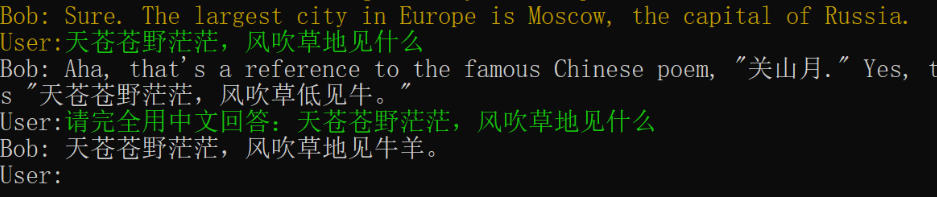 Bob: Sure. The largest city in Europe is Moscow, the capital of Russia.
User:天苍苍野茫茫，风吹草地见什么
Bob: Aha, that's a reference to the famous Chinese poem, "关山月." Yes, t
s "天苍苍野茫茫，风吹草低见牛。"
User:请完全用中文回答：天苍苍野茫茫，风吹草地见什么
Bob: 天苍苍野茫茫，风吹草地见牛羊。
User: